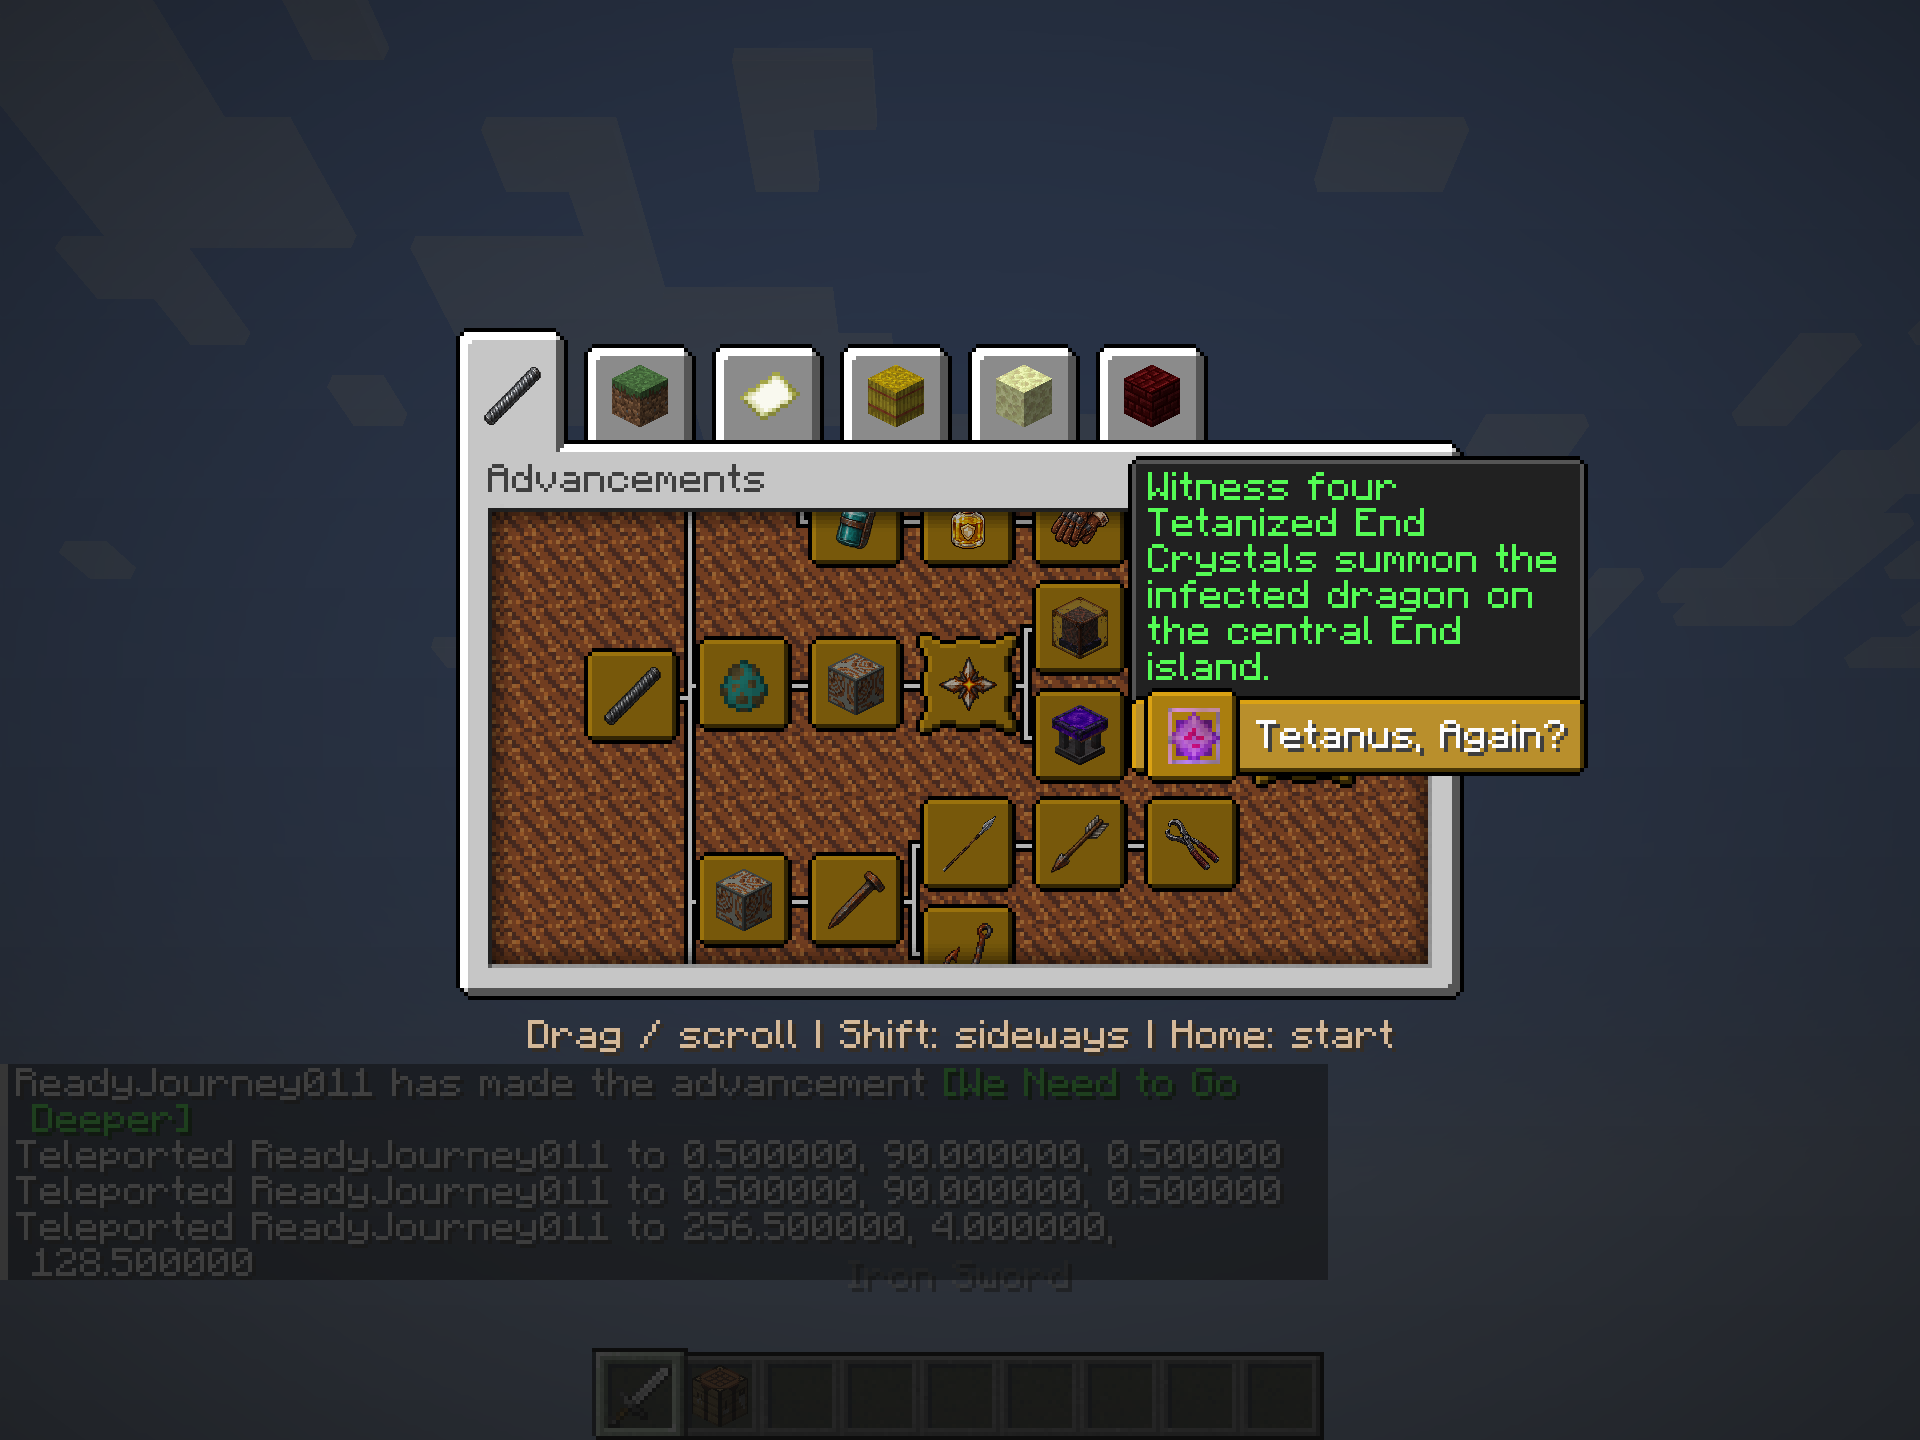 Advancements
Witness four
Tetanized End
Crystals summon the
infected dragon on
the central End
island.
Tetanus, Again?
Drag / scroll | Shift: sideways | Home: start
ReadyJourney011 has made the advancement [We Need to Go
Deeper]
Teleported ReadyJourney011 to 0.500000, 90.000000, 0.500000
Teleported ReadyJourney011 to 0.500000, 90.000000, 0.500000
Teleported ReadyJourney011 to 256.500000, 4.000000,
128.500000
Iron Sword